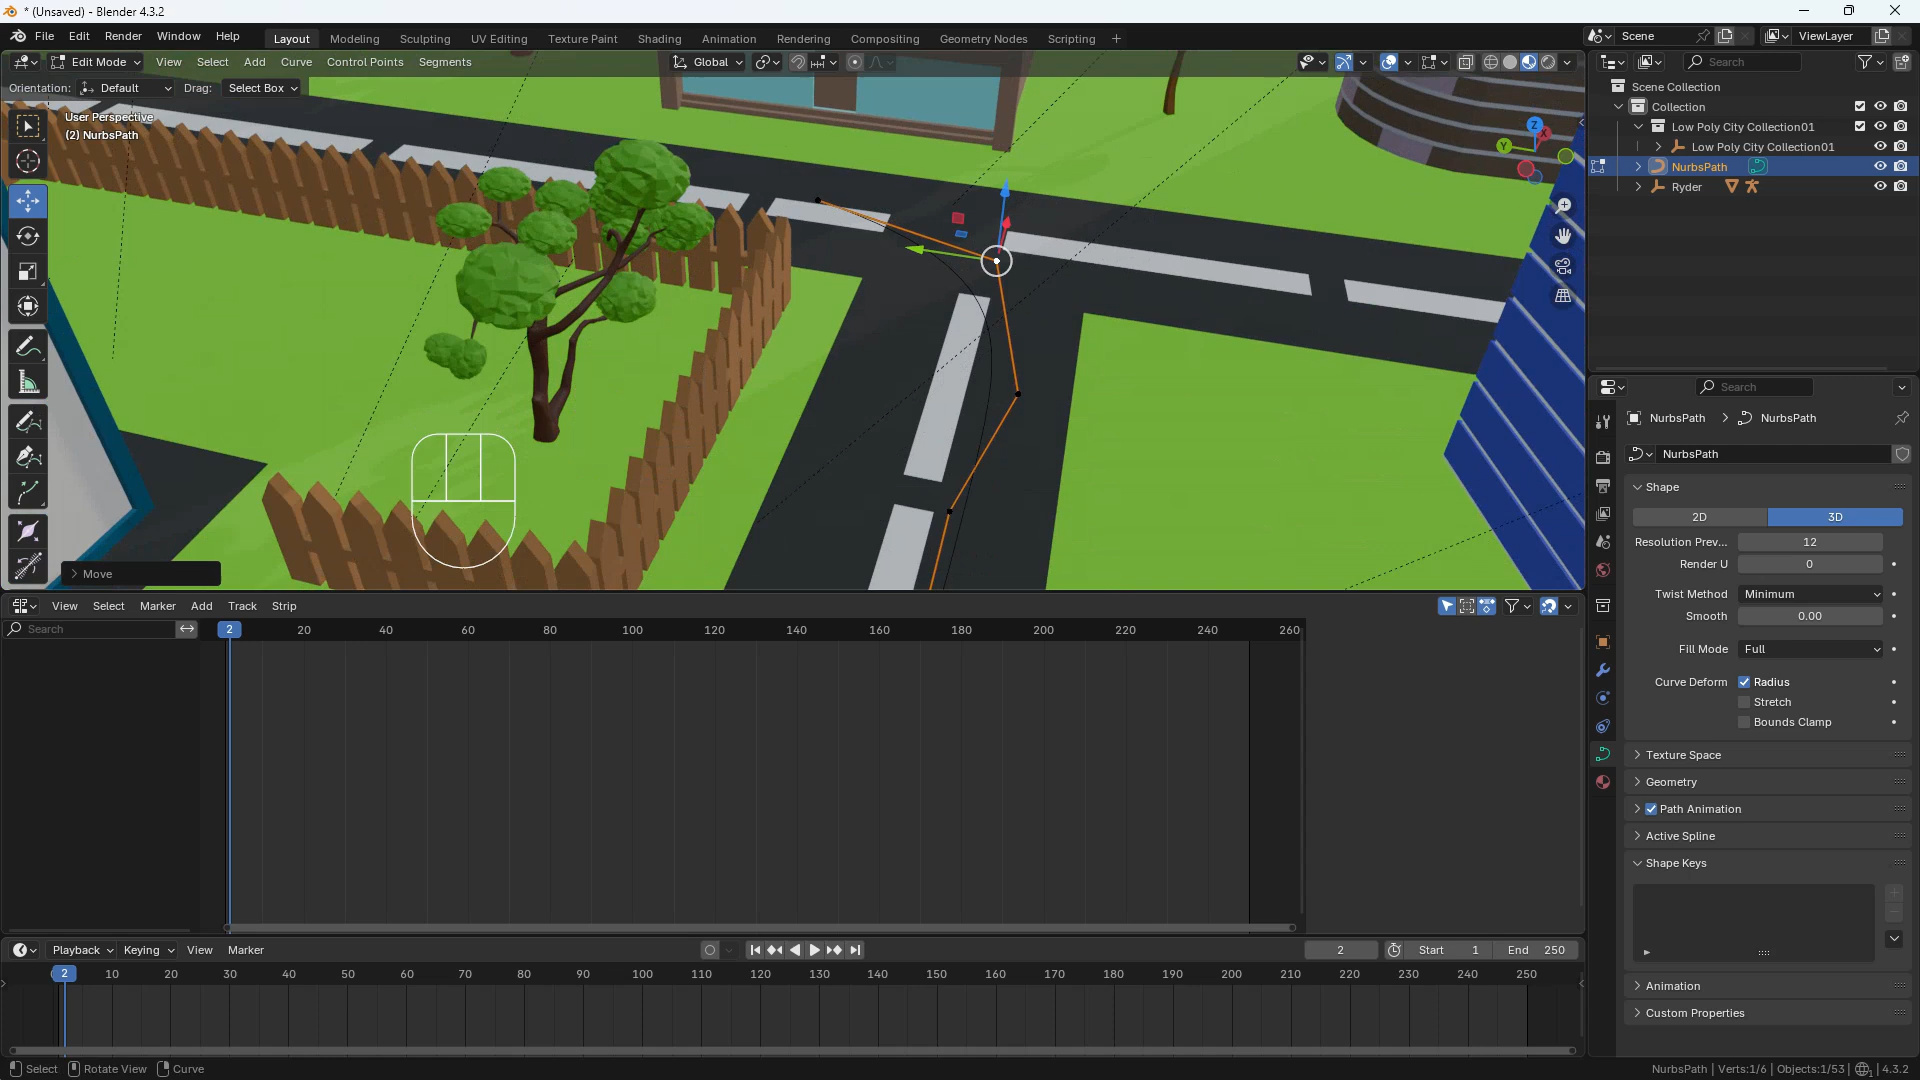 * (Unsaved) - Blender 4.3.2
File Edit Render Window Help
Layout Modeling Sculpting UV Editing Texture Paint Shading Animation Rendering Compositing Geometry Nodes Scripting +
Scene ViewLayer
Edit Mode View Select Add Curve Control Points Segments
Global
Search
Orientation: Default Drag: Select Box
User Perspective
(2) NurbsPath
Z
X
Y
Scene Collection
Collection
Low Poly City Collection01
Low Poly City Collection01
NurbsPath
Ryder
Move
Search
NurbsPath > NurbsPath
NurbsPath
Shape
2D 3D
Resolution Prev... 12
Render U 0
Twist Method Minimum
Smooth 0.00
Fill Mode Full
Curve Deform Radius
Stretch
Bounds Clamp
Texture Space
Geometry
Path Animation
Active Spline
Shape Keys
Animation
Custom Properties
View Select Marker Add Track Strip
Search
2 20 40 60 80 100 120 140 160 180 200 220 240 260
Playback Keying View Marker
2 Start 1 End 250
2 10 20 30 40 50 60 70 80 90 100 110 120 130 140 150 160 170 180 190 200 210 220 230 240 250
Select Rotate View Curve
NurbsPath | Verts:1/6 | Objects:1/53 | 4.3.2